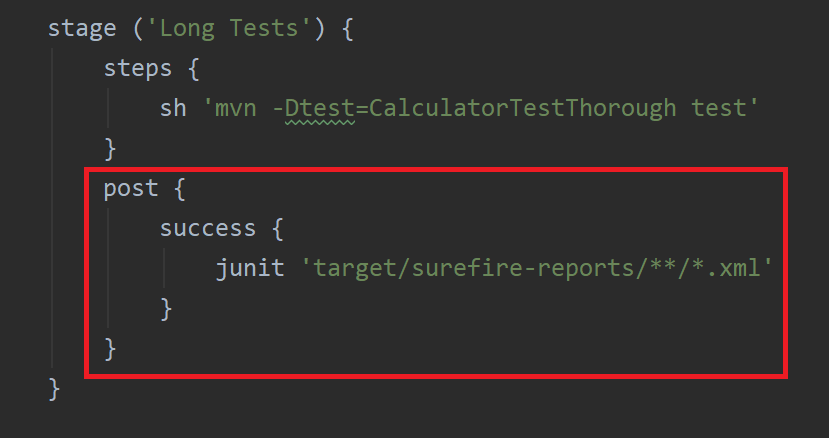 stage ('Long Tests') {
steps {
sh 'mvn -Dtest=CalculatorTestThorough test'
}
post {
success {
junit 'target/surefire-reports/**/*.xml'
}
}
}